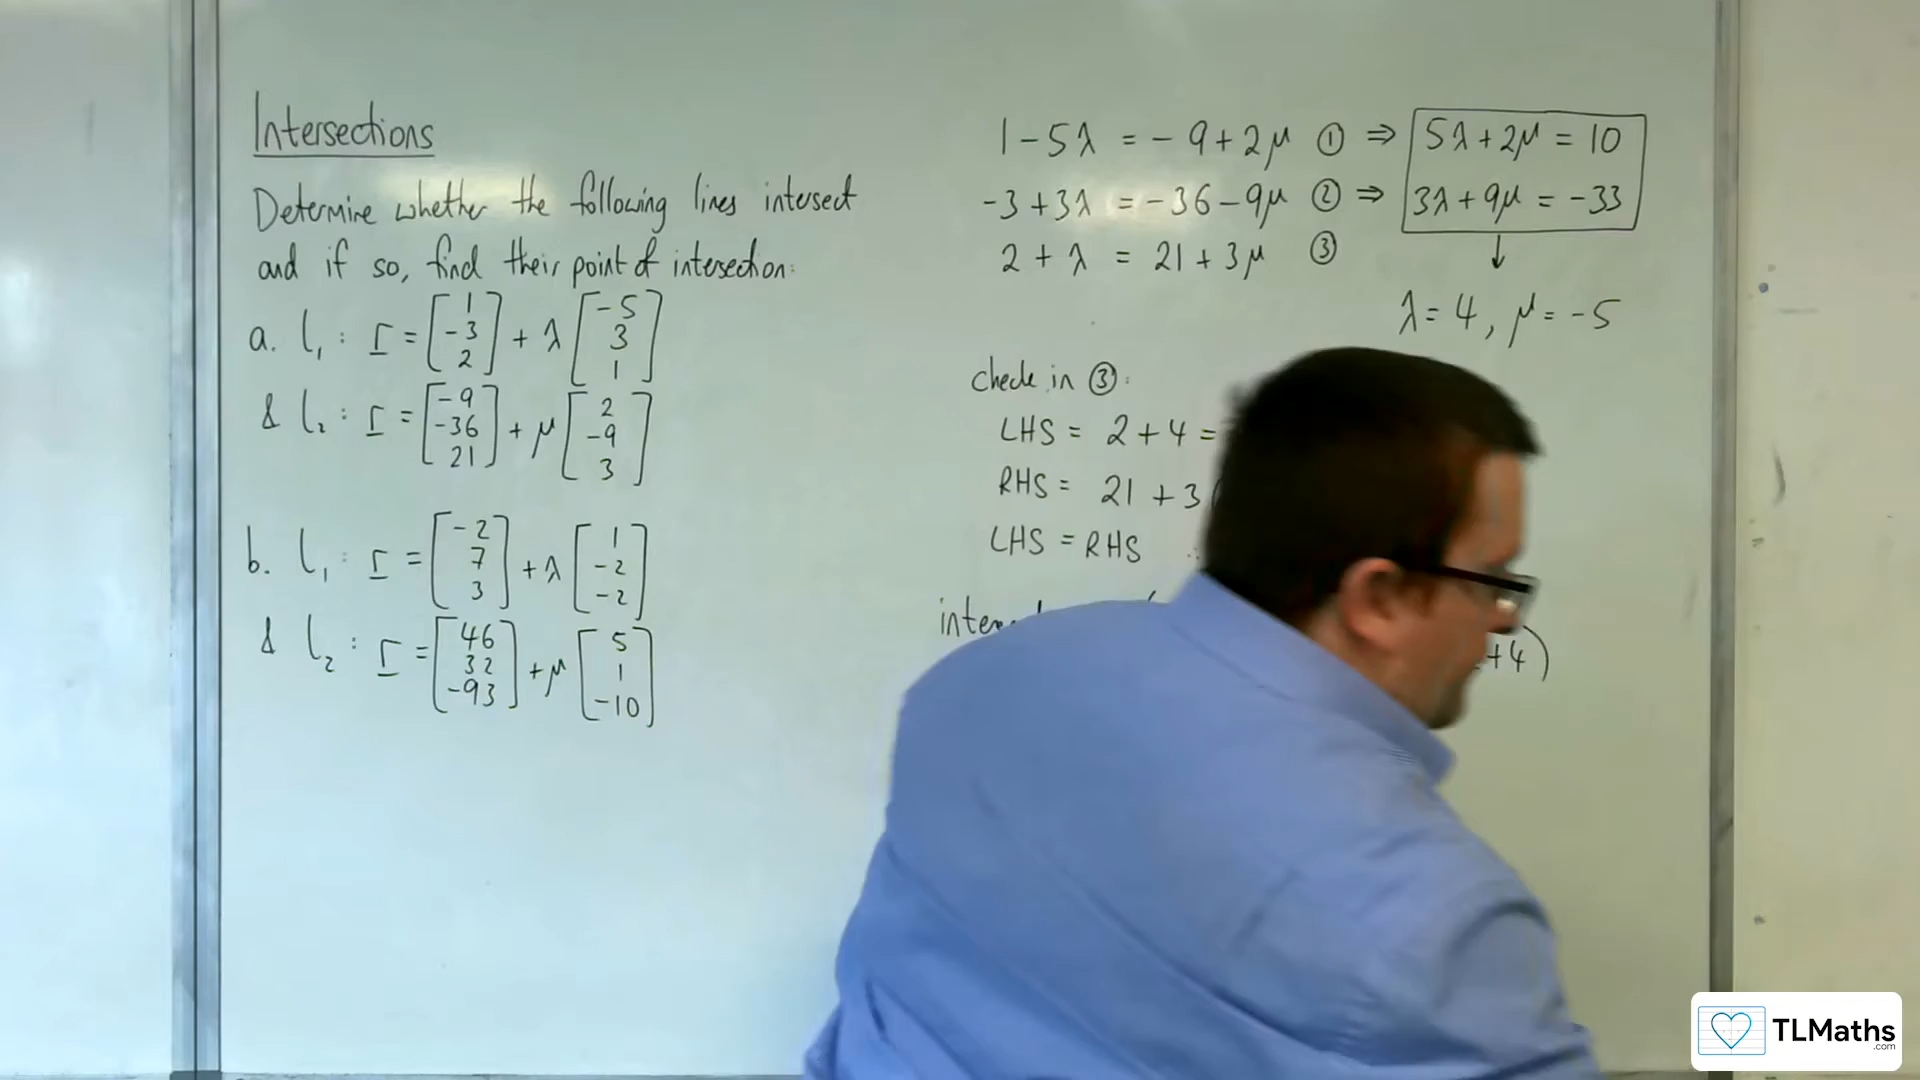 Intersections
Determine whether the following lines intersect
and if so, find their point of intersection:
a. l₁ : r = [1 -3 2] + λ [-5 3 1]
& l₂ : r = [-9 -36 21] + μ [2 -9 3]
b. l₁ : r = [-2 7 3] + λ [1 -2 -2]
& l₂ : r = [46 32 -93] + μ [5 1 -10]
1 - 5λ = -9 + 2μ ① ⇒ 5λ + 2μ = 10
-3 + 3λ = -36 - 9μ ② ⇒ 3λ + 9μ = -33
2 + λ = 21 + 3μ ③ ↓
λ = 4, μ = -5
check in ③:
LHS = 2 + 4 =
RHS = 21 + 3
LHS = RHS
+4)
TLMaths
.com